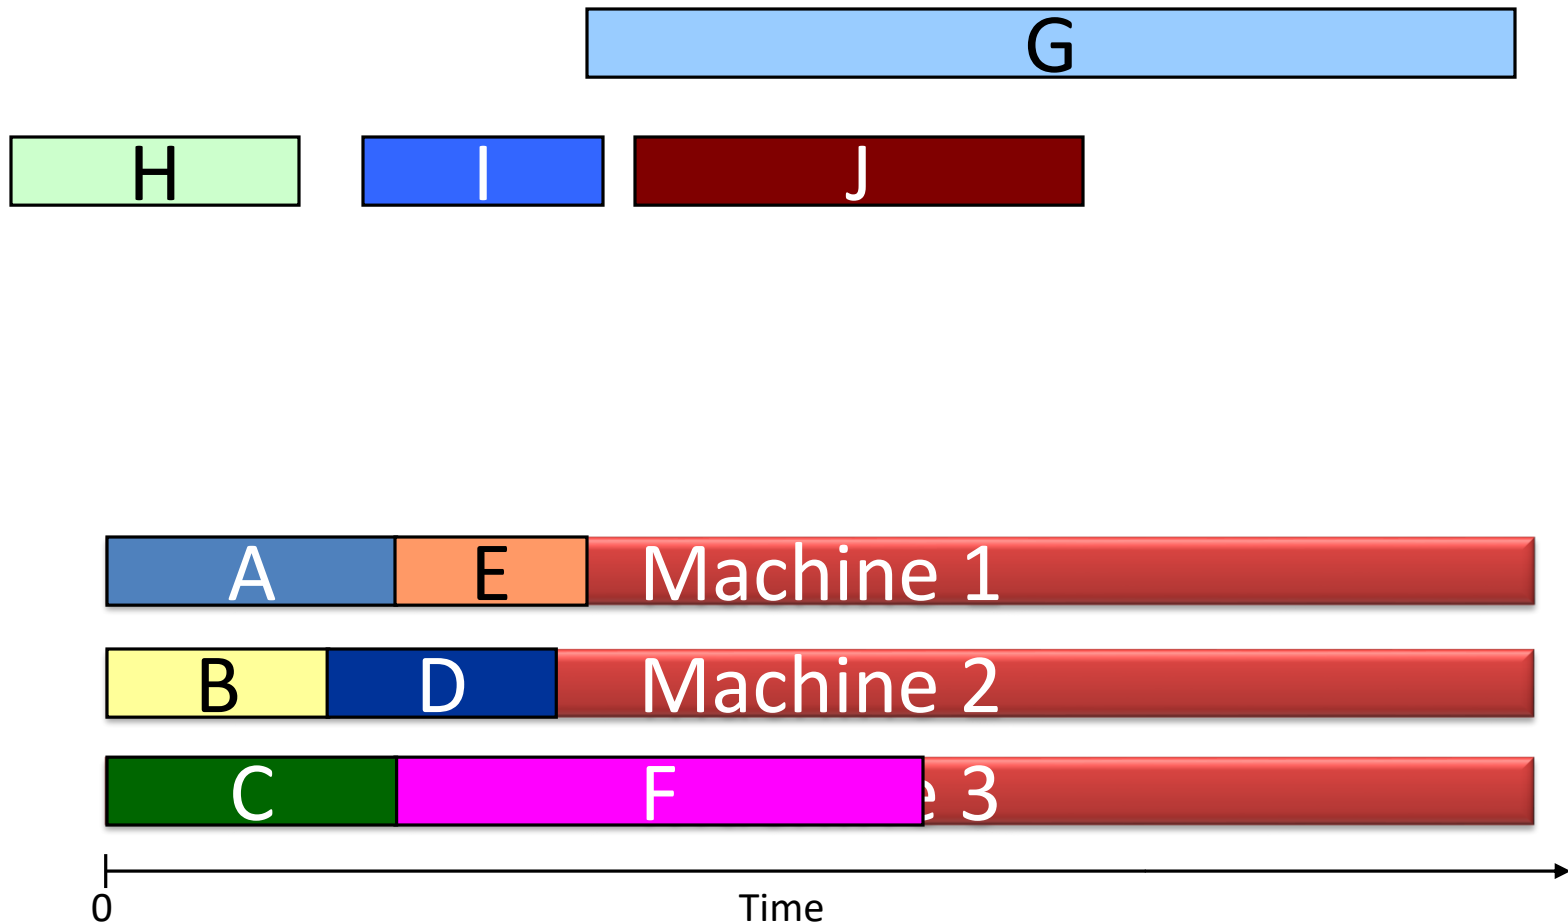 G
H I J
A E Machine 1
B D Machine 2
C F e 3
0 Time